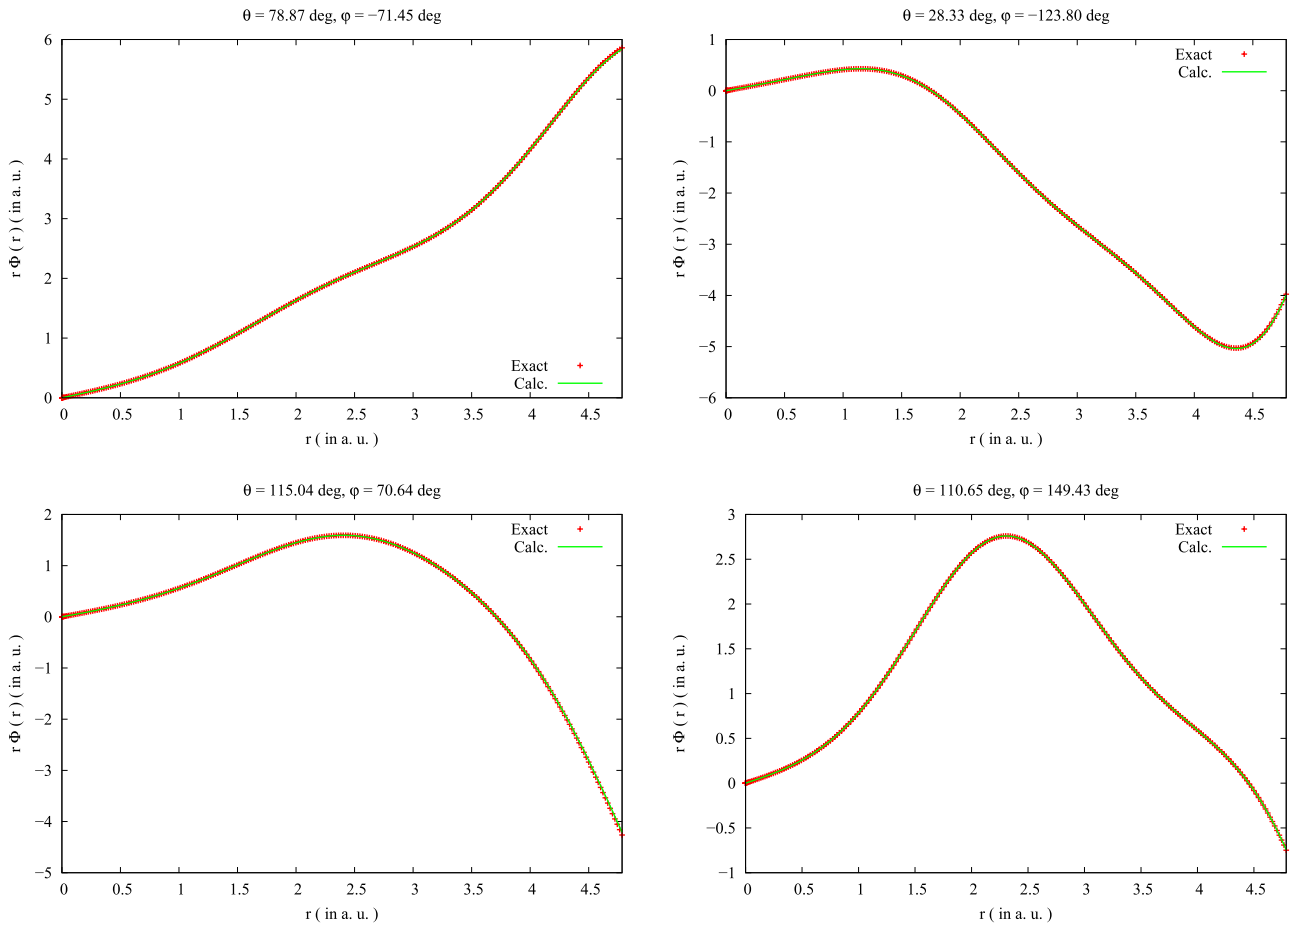 θ = 78.87 deg, φ = −71.45 deg
6
5
4
3
2
1
0
r Φ ( r ) ( in a. u. )
Exact
Calc.
0 0.5 1 1.5 2 2.5 3 3.5 4 4.5
r ( in a. u. )
θ = 28.33 deg, φ = −123.80 deg
1
0
−1
−2
−3
−4
−5
−6
r Φ ( r ) ( in a. u. )
Exact
Calc.
0 0.5 1 1.5 2 2.5 3 3.5 4 4.5
r ( in a. u. )
θ = 115.04 deg, φ = 70.64 deg
2
1
0
−1
−2
−3
−4
−5
r Φ ( r ) ( in a. u. )
Exact
Calc.
0 0.5 1 1.5 2 2.5 3 3.5 4 4.5
r ( in a. u. )
θ = 110.65 deg, φ = 149.43 deg
3
2.5
2
1.5
1
0.5
0
−0.5
−1
r Φ ( r ) ( in a. u. )
Exact
Calc.
0 0.5 1 1.5 2 2.5 3 3.5 4 4.5
r ( in a. u. )